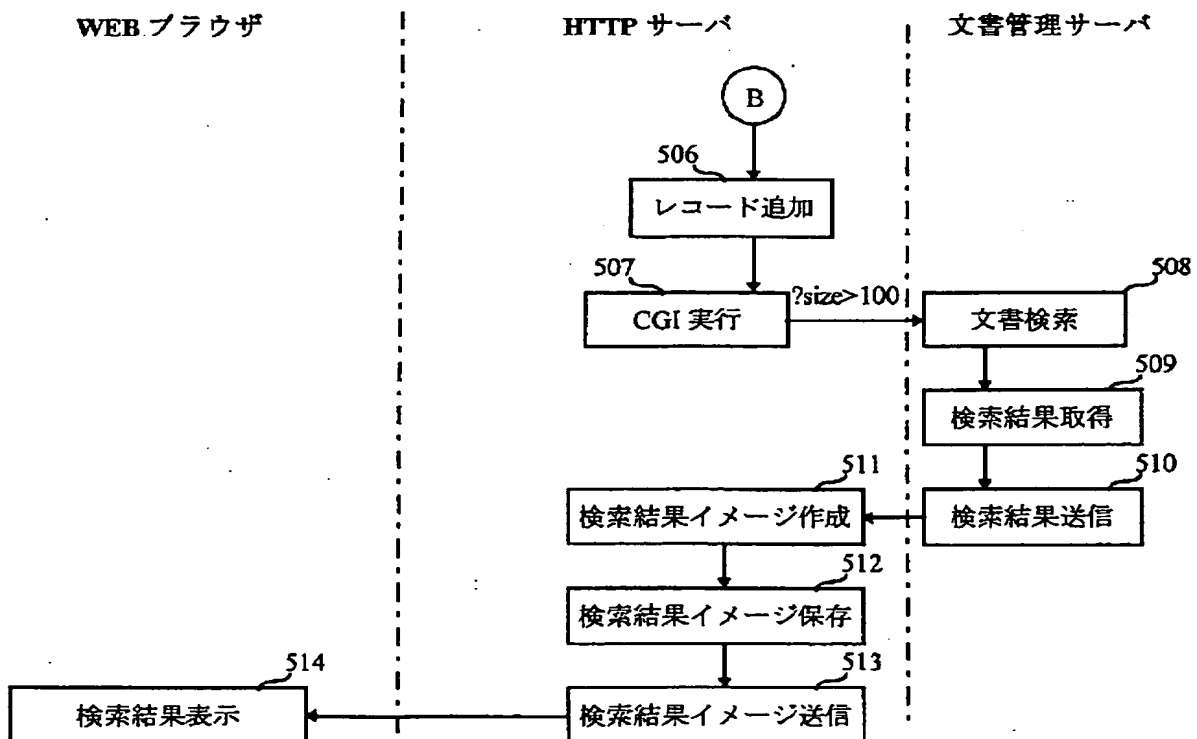 WEB ブラウザ
HTTP サーバ
文書管理サーバ
B
506
レコード追加
507
CGI 実行
?size>100
508
文書検索
509
検索結果取得
510
検索結果送信
511
検索結果イメージ作成
512
検索結果イメージ保存
513
検索結果イメージ送信
514
検索結果表示